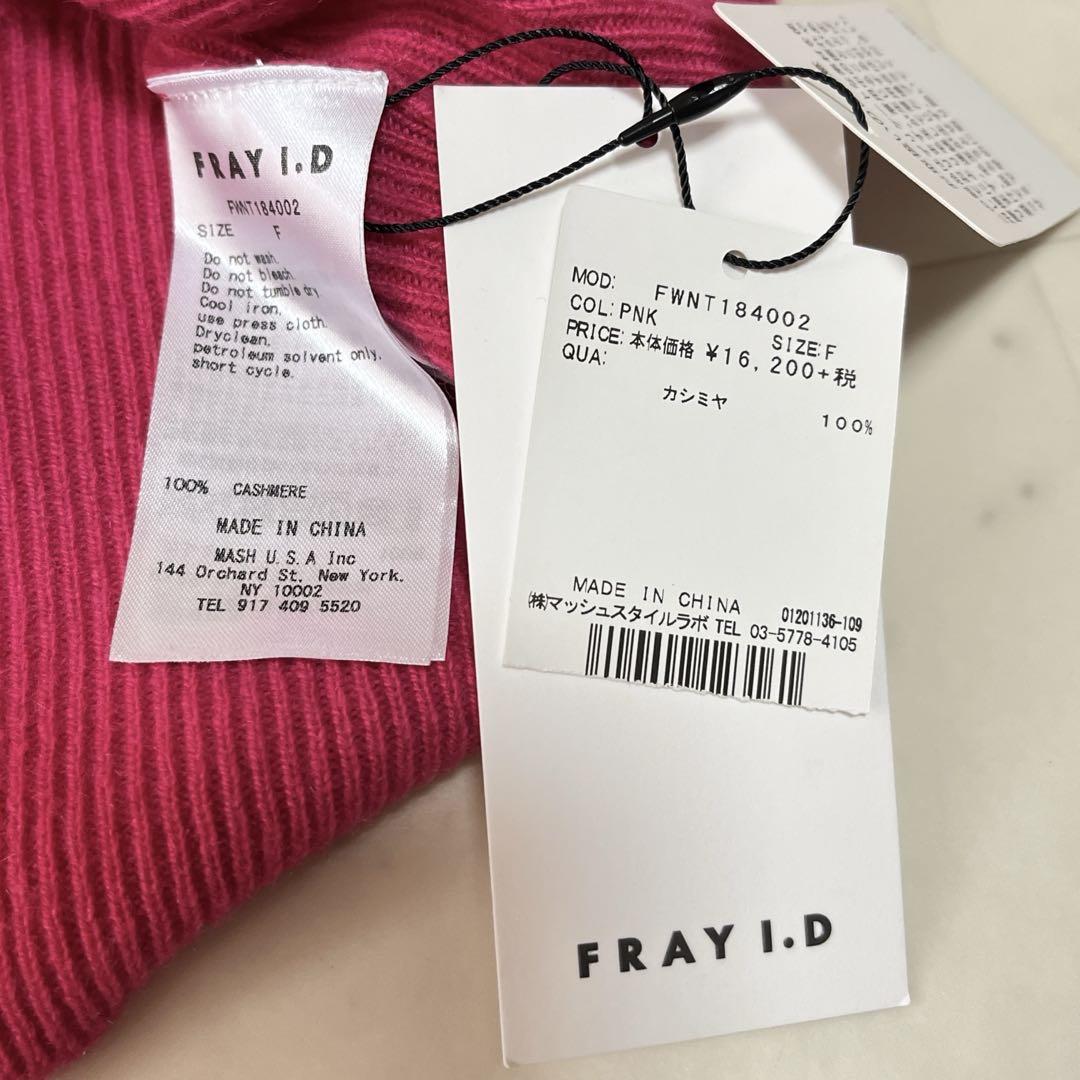 FRAY I.D
FWNT184002
SIZE F
Do not wash.
Do not bleach.
Do not tumble dry
Cool iron.
use press cloth.
Dryclean.
petroleum solvent only.
short cycle.
100% CASHMERE
MADE IN CHINA
MASH U.S.A Inc
144 Orchard St. New York.
NY 10002
TEL 917 409 5520
MOD: FWNT184002
COL:PNK SIZE:F
PRICE:本体価格 ¥16,200+税
QUA:
カシミヤ 100%
MADE IN CHINA 01201136-109
(株)マッシュスタイルラボ TEL 03-5778-4105
FRAY I.D